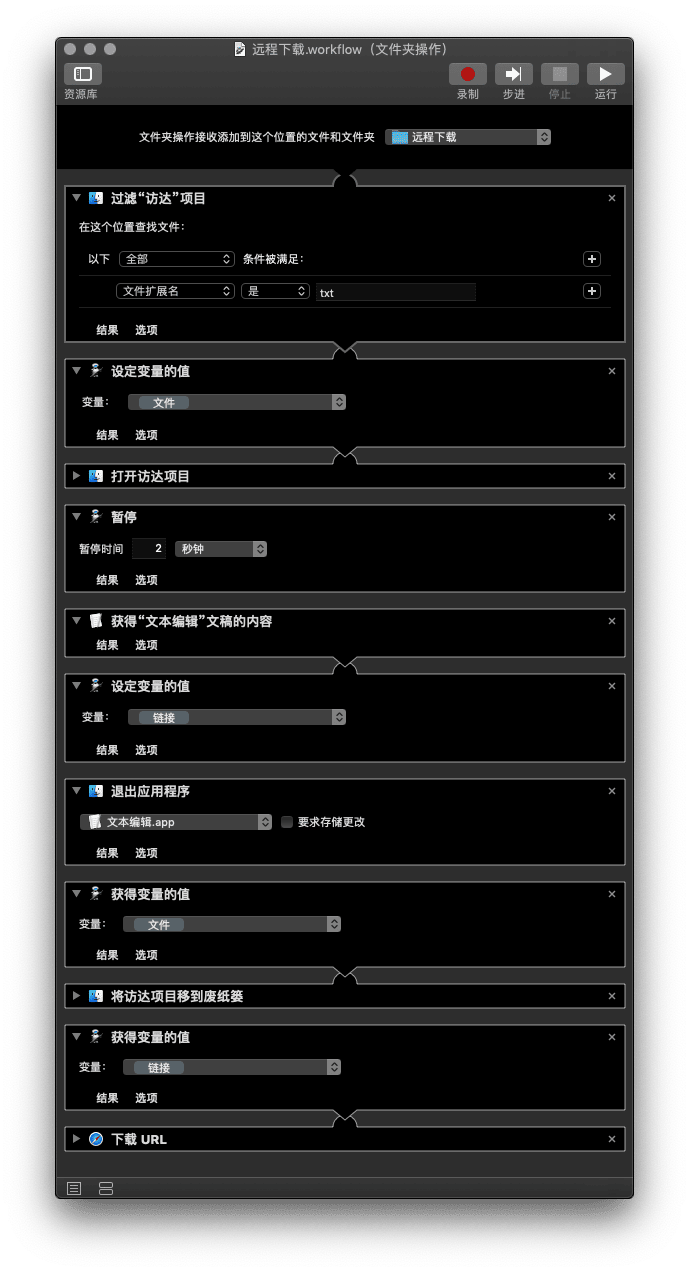 远程下载.workflow（文件夹操作）
资源库 录制 步进 停止 运行
文件夹操作接收添加到这个位置的文件和文件夹 远程下载
过滤“访达”项目
在这个位置查找文件:
以下 全部 条件被满足:
文件扩展名 是 txt
结果 选项
设定变量的值
变量: 文件
结果 选项
打开访达项目
暂停
暂停时间 2 秒钟
结果 选项
获得“文本编辑”文稿的内容
结果 选项
设定变量的值
变量: 链接
结果 选项
退出应用程序
文本编辑.app 要求存储更改
结果 选项
获得变量的值
变量: 文件
结果 选项
将访达项目移到废纸篓
获得变量的值
变量: 链接
结果 选项
下载 URL